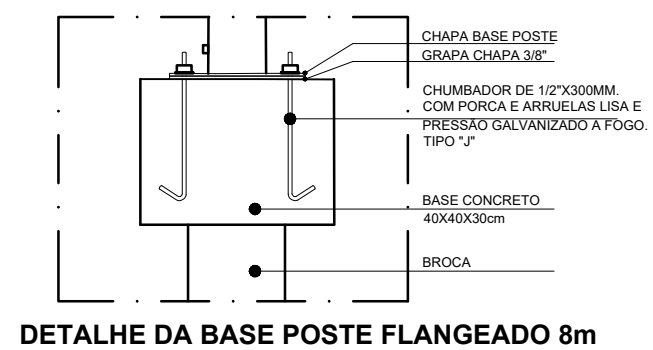 CHAPA BASE POSTE
GRAPA CHAPA 3/8"
CHUMBADOR DE 1/2"X300MM.
COM PORCA E ARRUELAS LISA E
PRESSÃO GALVANIZADO A FOGO.
TIPO "J"
BASE CONCRETO
40X40X30cm
BROCA
DETALHE DA BASE POSTE FLANGEADO 8m